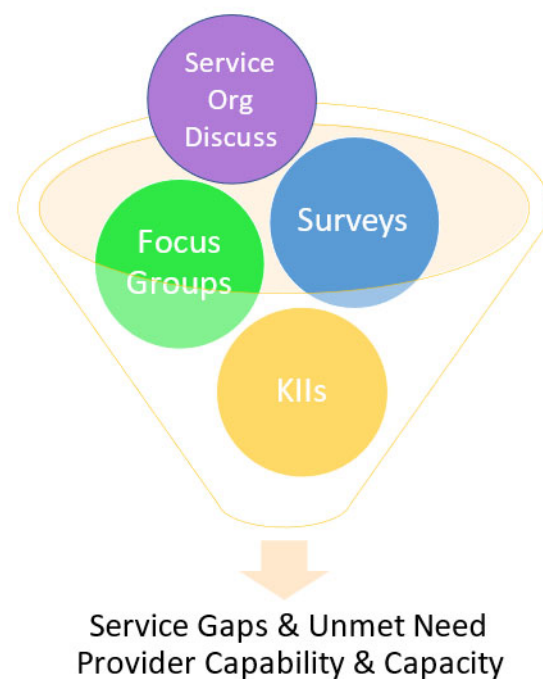 Service
Org
Discuss
Surveys
Focus
Groups
KIIs
Service Gaps & Unmet Need
Provider Capability & Capacity